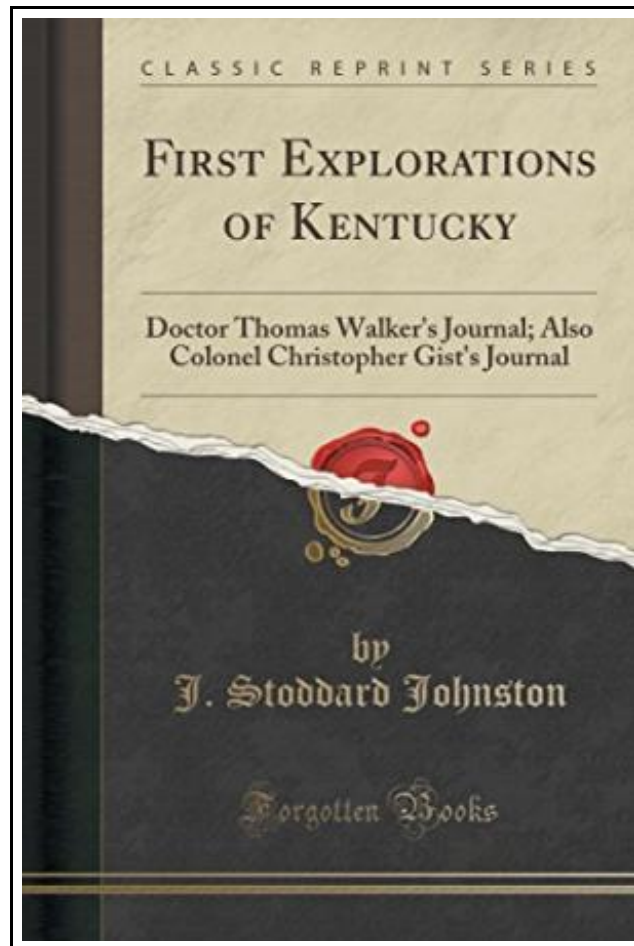 CLASSIC REPRINT SERIES
FIRST EXPLORATIONS
OF KENTUCKY
Doctor Thomas Walker's Journal; Also
Colonel Christopher Gist's Journal
by
J. Stoddard Johnston
Forgotten Books